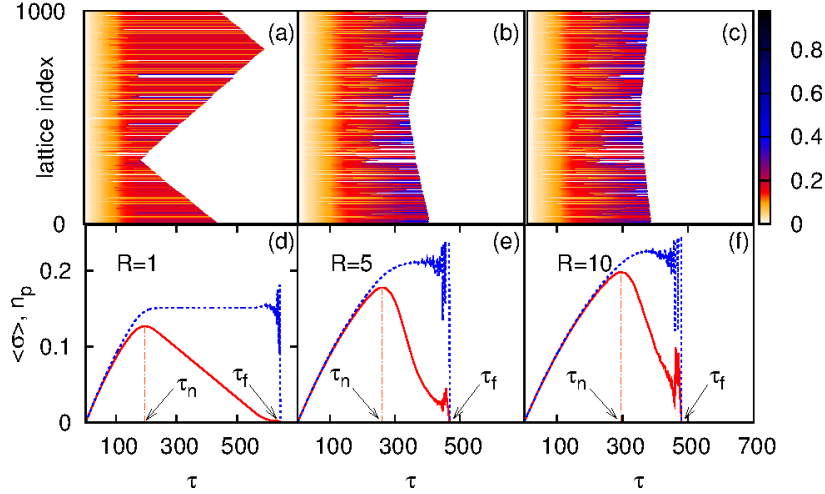 1000
(a)
(b)
(c)
0.8
0.6
0.4
0.2
0
lattice index
500
0
(d)
(e)
(f)
R=1
R=5
R=10
0.2
0.1
0
<σ>, n_p
τ_n
τ_f
τ_n
τ_f
τ_n
τ_f
100 300 500
100 300 500
100 300 500 700
τ
τ
τ